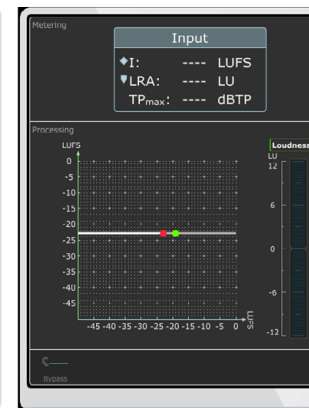 Metering
Input
I: ---- LUFS
LRA: ---- LU
TPmax: ---- dBTP
Processing
LUFS
Loudness
LU
0
-5
-10
-15
-20
-25
-30
-35
-40
-45
12
6
0
-6
-12
-45 -40 -35 -30 -25 -20 -15 -10 -5 0
LUFS
Bypass